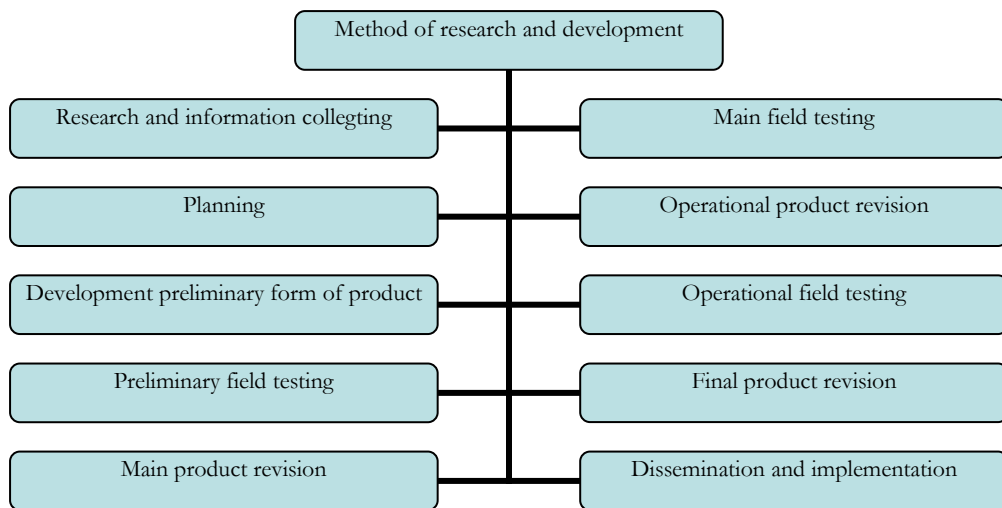 Method of research and development
Research and information collegting
Planning
Development preliminary form of product
Preliminary field testing
Main product revision
Main field testing
Operational product revision
Operational field testing
Final product revision
Dissemination and implementation